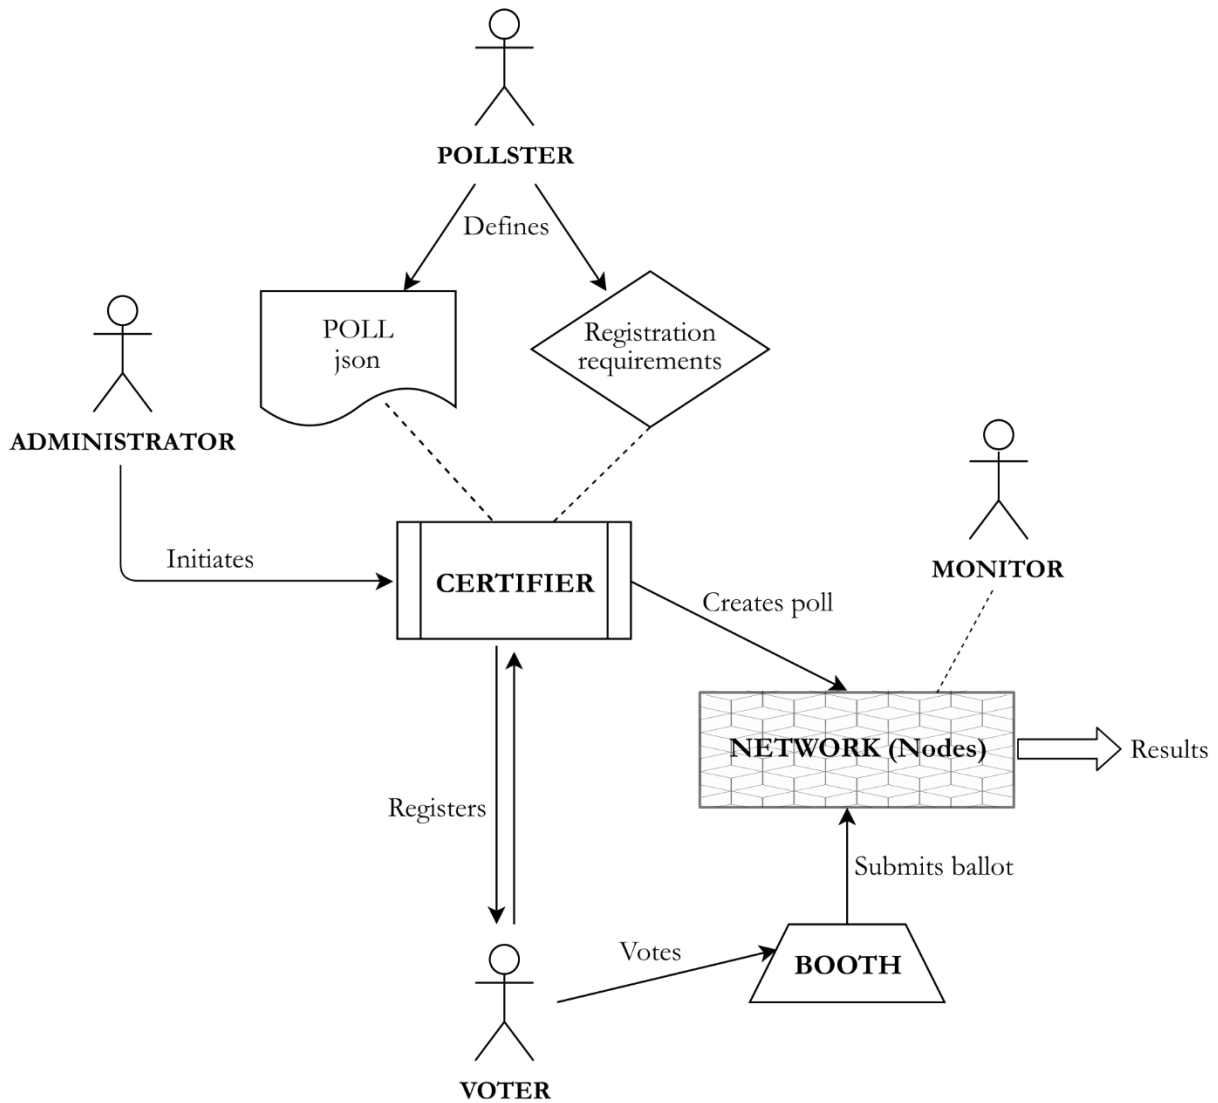 POLLSTER
Defines
POLL
json
Registration
requirements
ADMINISTRATOR
Initiates
CERTIFIER
MONITOR
Creates poll
NETWORK (Nodes)
Results
Registers
Submits ballot
Votes
BOOTH
VOTER